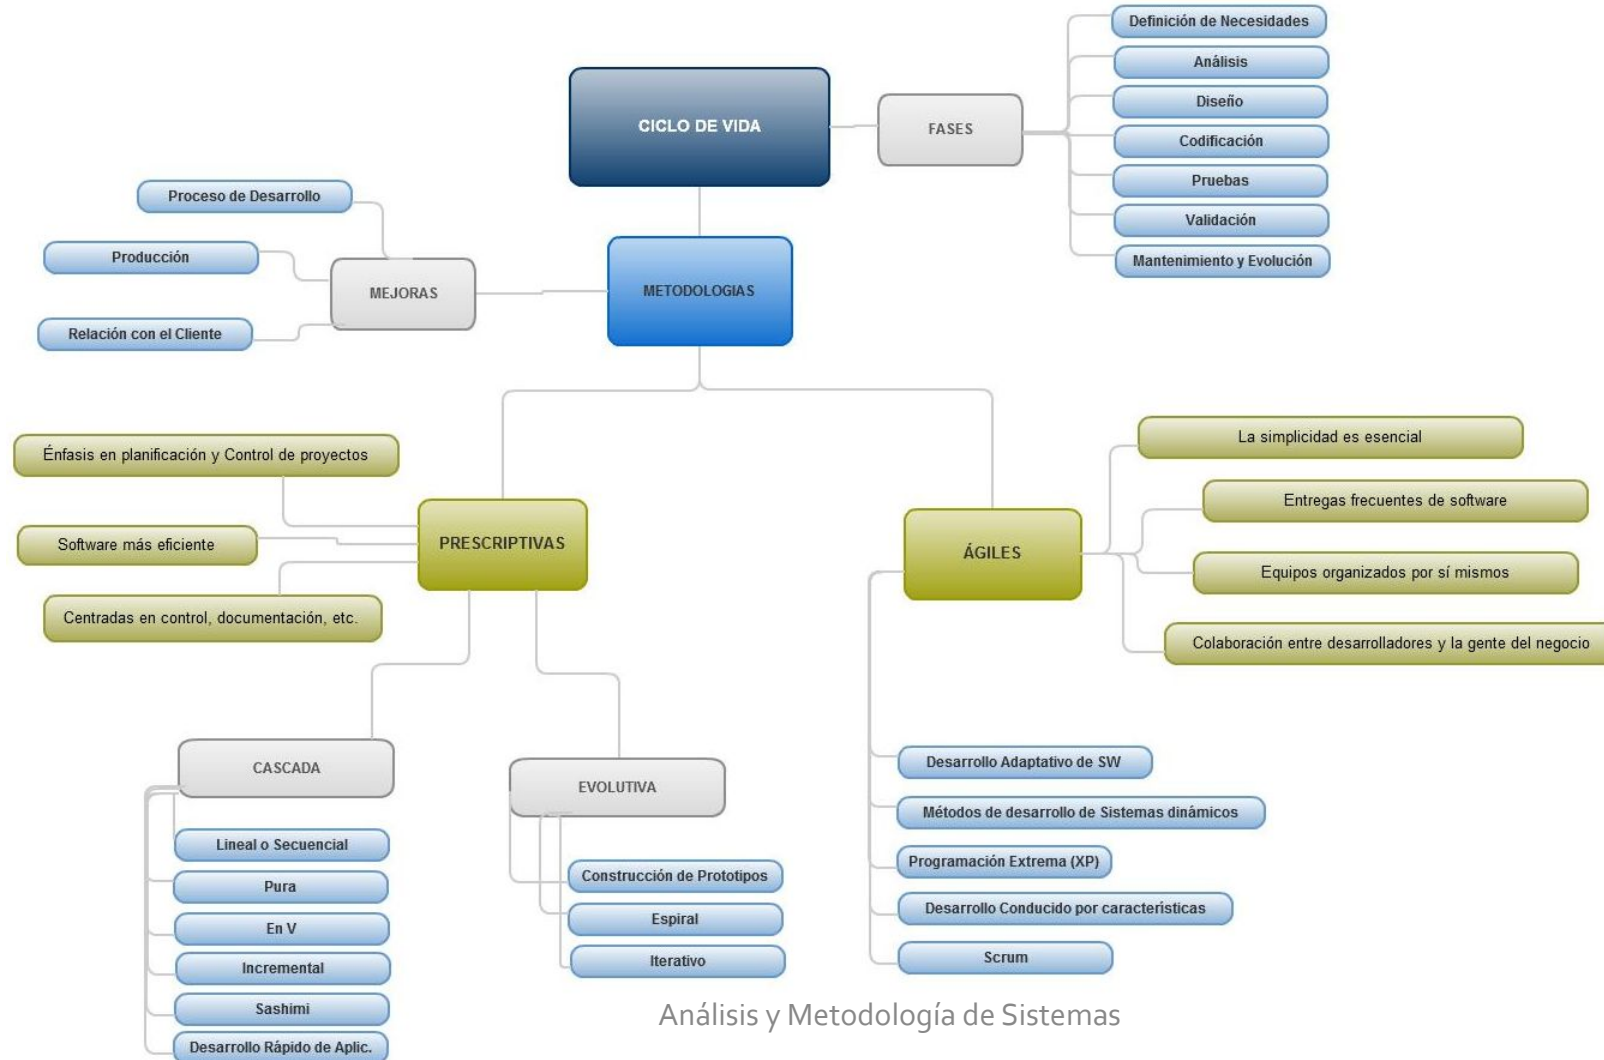 CICLO DE VIDA
FASES
Definición de Necesidades
Análisis
Diseño
Codificación
Pruebas
Validación
Mantenimiento y Evolución
METODOLOGIAS
MEJORAS
Proceso de Desarrollo
Producción
Relación con el Cliente
PRESCRIPTIVAS
Énfasis en planificación y Control de proyectos
Software más eficiente
Centradas en control, documentación, etc.
CASCADA
Lineal o Secuencial
Pura
En V
Incremental
Sashimi
Desarrollo Rápido de Aplic.
EVOLUTIVA
Construcción de Prototipos
Espiral
Iterativo
ÁGILES
La simplicidad es esencial
Entregas frecuentes de software
Equipos organizados por sí mismos
Colaboración entre desarrolladores y la gente del negocio
Desarrollo Adaptativo de SW
Métodos de desarrollo de Sistemas dinámicos
Programación Extrema (XP)
Desarrollo Conducido por características
Scrum
Análisis y Metodología de Sistemas